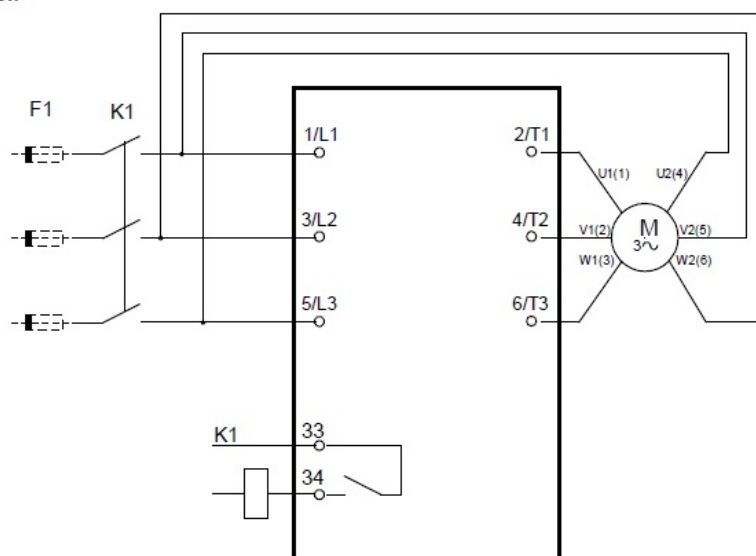 F1
K1
1/L1
2/T1
U1(1)
U2(4)
3/L2
4/T2
V1(2)
M
3~
V2(5)
W1(3)
W2(6)
5/L3
6/T3
K1
33
34